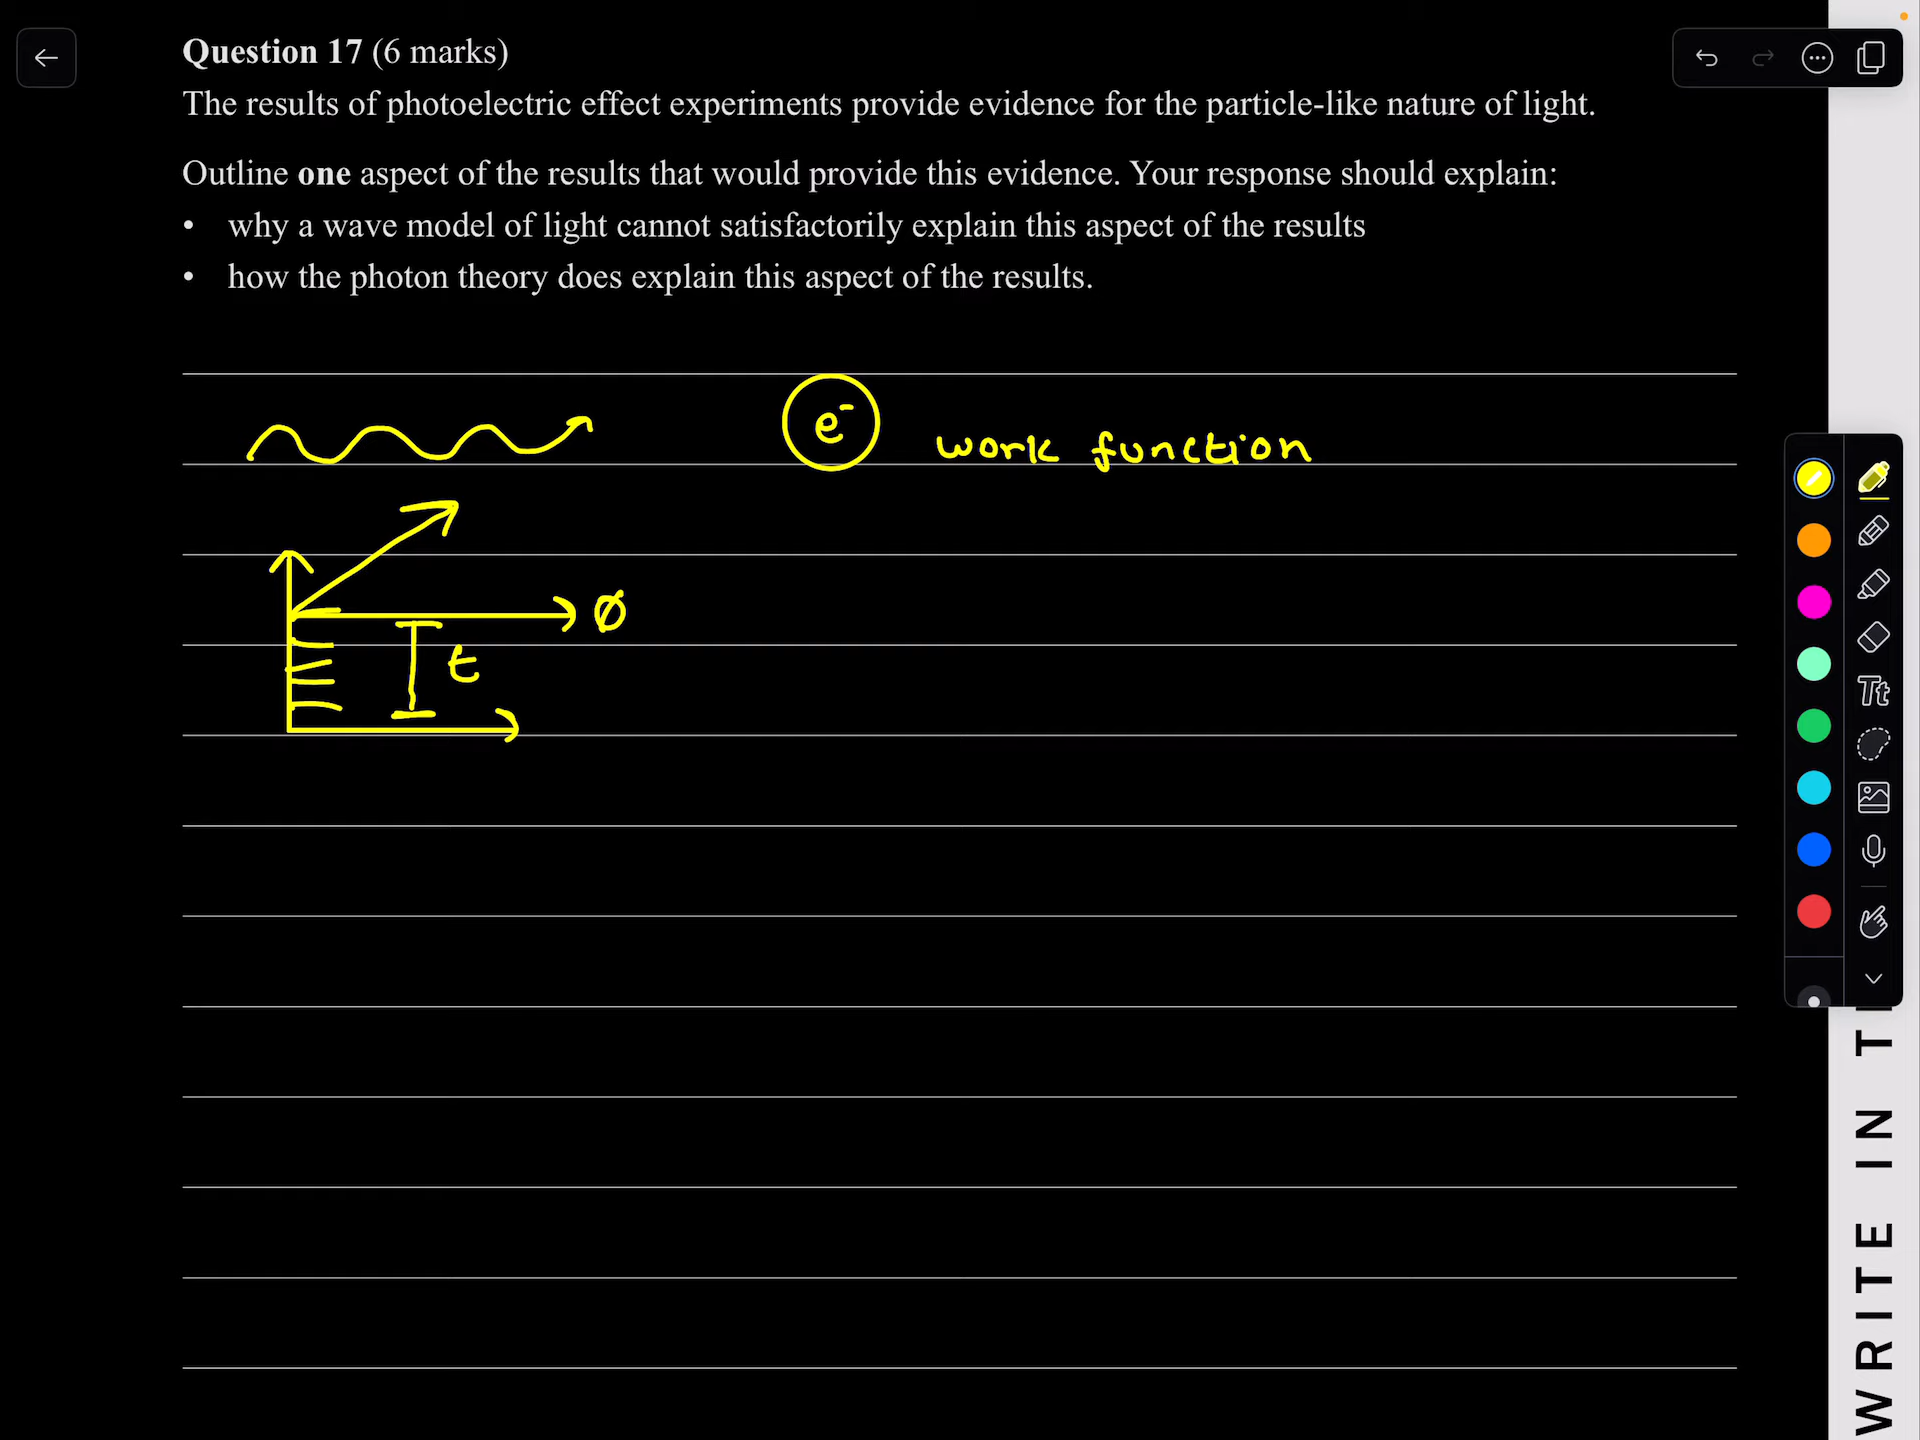 Question 17 (6 marks)
The results of photoelectric effect experiments provide evidence for the particle-like nature of light.
Outline one aspect of the results that would provide this evidence. Your response should explain:
• why a wave model of light cannot satisfactorily explain this aspect of the results
• how the photon theory does explain this aspect of the results.
e⁻
work function
Ø
t
Tt
WRITE IN T